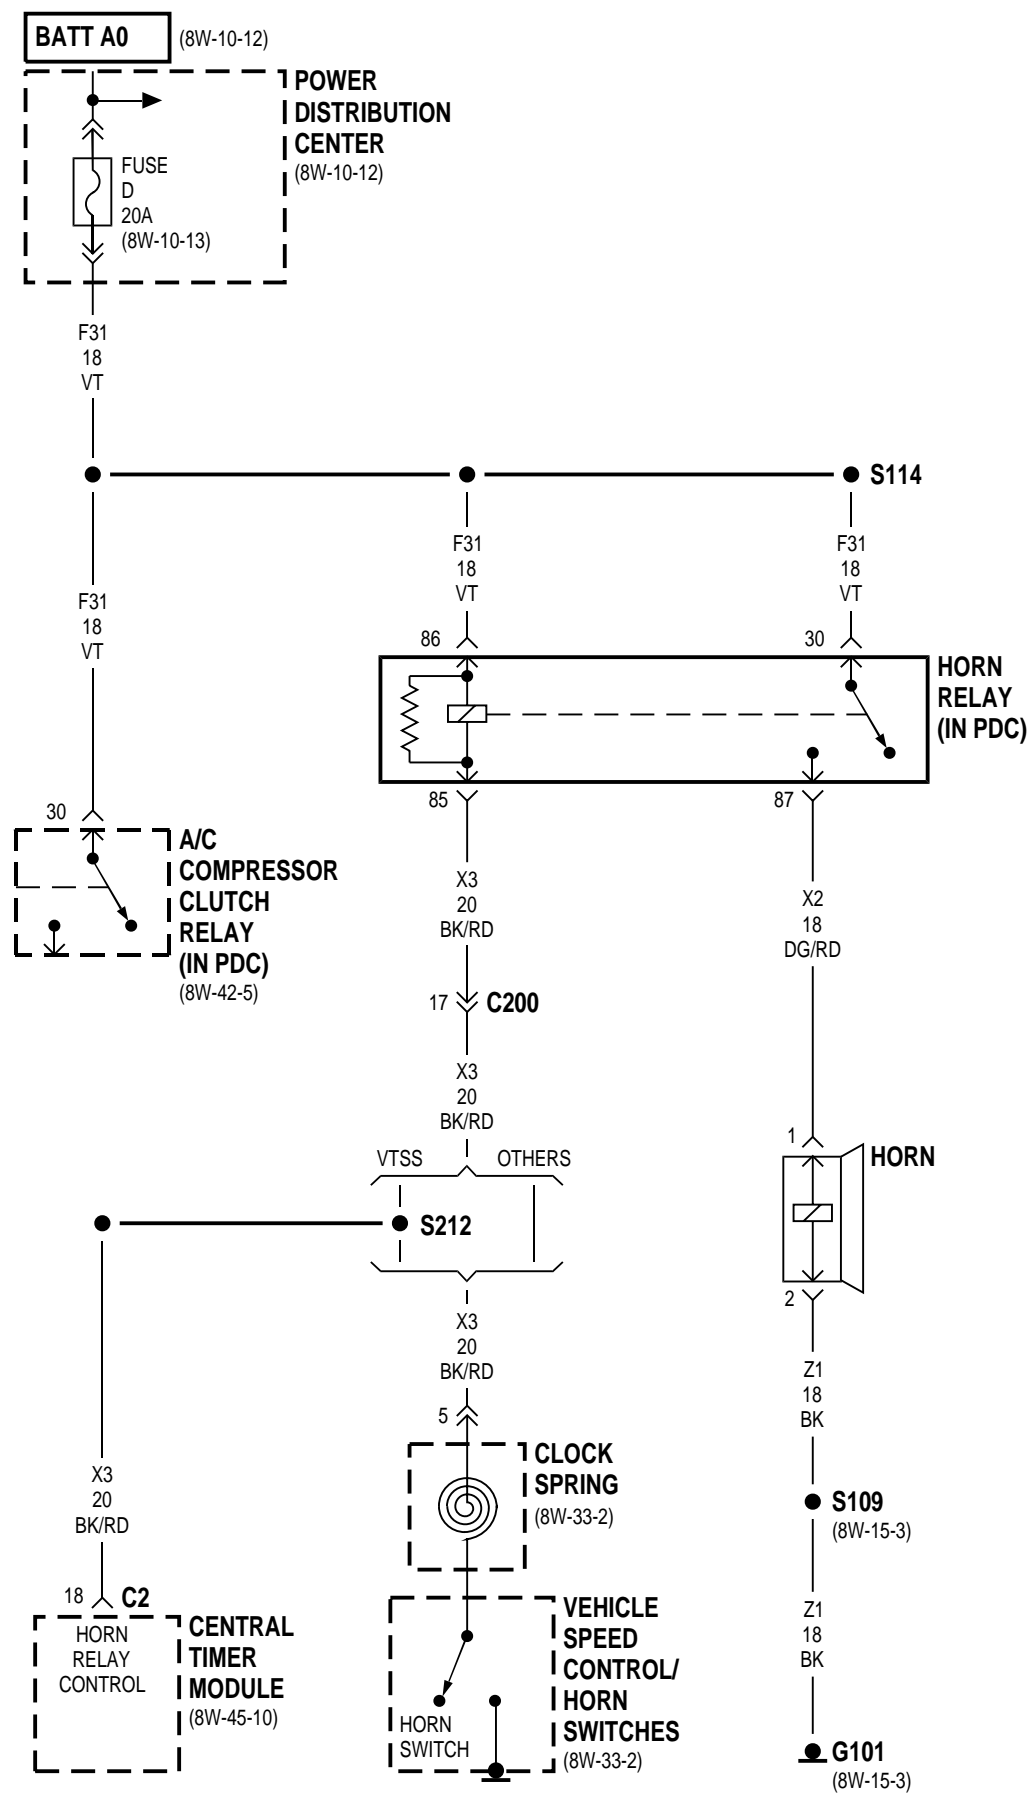 BATT A0
(8W-10-12)
POWER
DISTRIBUTION
CENTER
(8W-10-12)
FUSE
D
20A
(8W-10-13)
F31
18
VT
S114
F31
18
VT
F31
18
VT
F31
18
VT
86
30
HORN
RELAY
(IN PDC)
85
87
30
A/C
COMPRESSOR
CLUTCH
RELAY
(IN PDC)
(8W-42-5)
X3
20
BK/RD
X2
18
DG/RD
17
C200
X3
20
BK/RD
VTSS
OTHERS
S212
1
HORN
2
X3
20
BK/RD
Z1
18
BK
5
CLOCK
SPRING
(8W-33-2)
X3
20
BK/RD
S109
(8W-15-3)
18
C2
HORN
RELAY
CONTROL
CENTRAL
TIMER
MODULE
(8W-45-10)
VEHICLE
SPEED
CONTROL/
HORN
SWITCHES
(8W-33-2)
HORN
SWITCH
Z1
18
BK
G101
(8W-15-3)